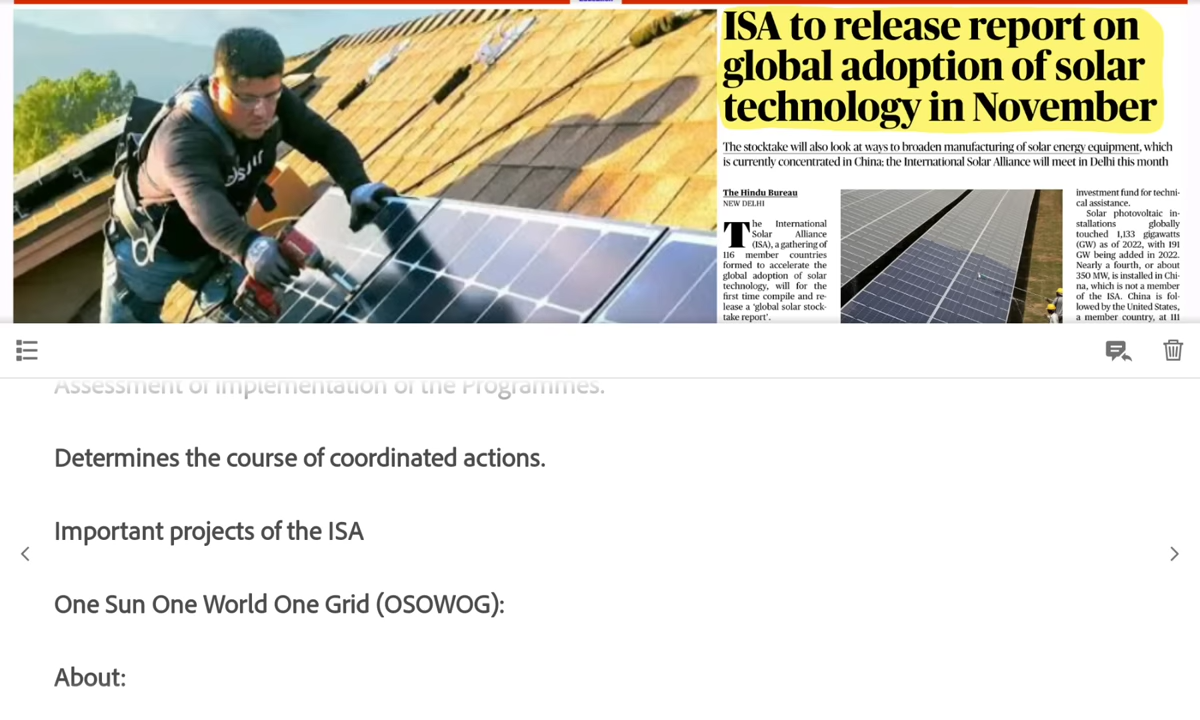 ISA to release report on
global adoption of solar
technology in November
The stocktake will also look at ways to broaden manufacturing of solar energy equipment, which
is currently concentrated in China; the International Solar Alliance will meet in Delhi this month
The Hindu Bureau
NEW DELHI
The International
Solar Alliance
(ISA), a gathering of
116 member countries
formed to accelerate the
global adoption of solar
technology, will for the
first time compile and re-
lease a ‘global solar stock-
take report’.
investment fund for techni-
cal assistance.
Solar photovoltaic in-
stallations globally
touched 1,133 gigawatts
(GW) as of 2022, with 191
GW being added in 2022.
Nearly a fourth, or about
350 MW, is installed in Chi-
na, which is not a member
of the ISA. China is fol-
lowed by the United States,
a member country, at 111
Assessment of Implementation of the Programmes.
Determines the course of coordinated actions.
Important projects of the ISA
One Sun One World One Grid (OSOWOG):
About: